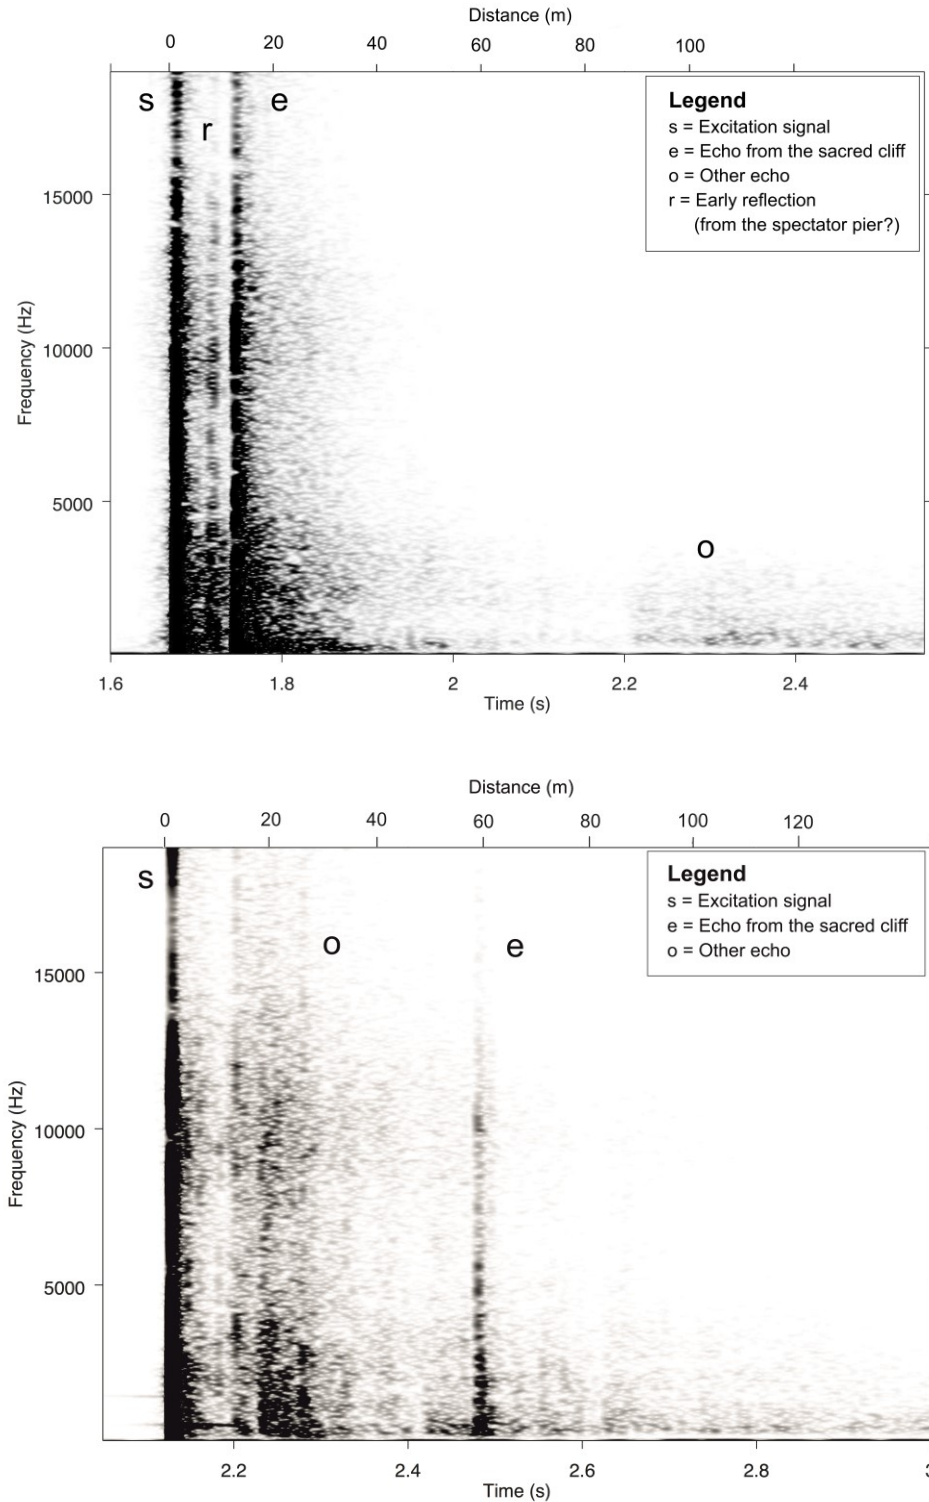 Distance (m)
0 20 40 60 80 100
s r e
Legend
s = Excitation signal
e = Echo from the sacred cliff
o = Other echo
r = Early reflection
(from the spectator pier?)
15000
10000
5000
Frequency (Hz)
o
1.6 1.8 2 2.2 2.4
Time (s)
Distance (m)
0 20 40 60 80 100 120
s o e
Legend
s = Excitation signal
e = Echo from the sacred cliff
o = Other echo
15000
10000
5000
Frequency (Hz)
2.2 2.4 2.6 2.8
Time (s)